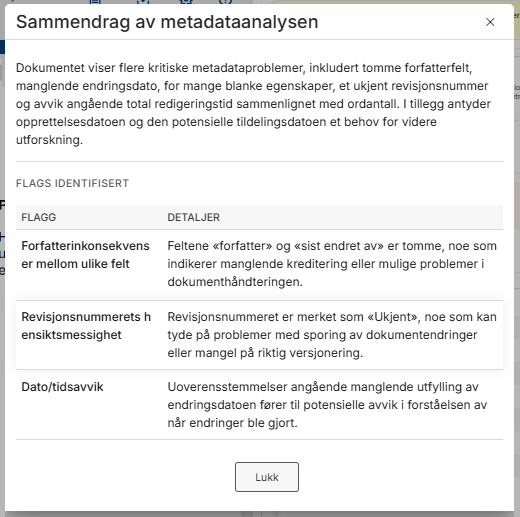 Sammendrag av metadataanalysen
Dokumentet viser flere kritiske metadataproblemer, inkludert tomme forfatterfelt,
manglende endringsdato, for mange blanke egenskaper, et ukjent revisjonsnummer
og avvik angående total redigeringstid sammenlignet med ordantall. I tillegg antyder
opprettelsesdatoen og den potensielle tildelingsdatoen et behov for videre
utforskning.
FLAGS IDENTIFISERT
FLAGG DETALJER
Forfatterinkonsekvens
er mellom ulike felt
Feltene «forfatter» og «sist endret av» er tomme, noe som
indikerer manglende kreditering eller mulige problemer i
dokumenthåndteringen.
Revisjonsnummerets h
ensiktsmessighet
Revisjonsnummeret er merket som «Ukjent», noe som kan
tyde på problemer med sporing av dokumentendringer
eller mangel på riktig versjonering.
Dato/tidsavvik
Uoverensstemmelser angående manglende utfylling av
endringsdatoen fører til potensielle avvik i forståelsen av
når endringer ble gjort.
Lukk